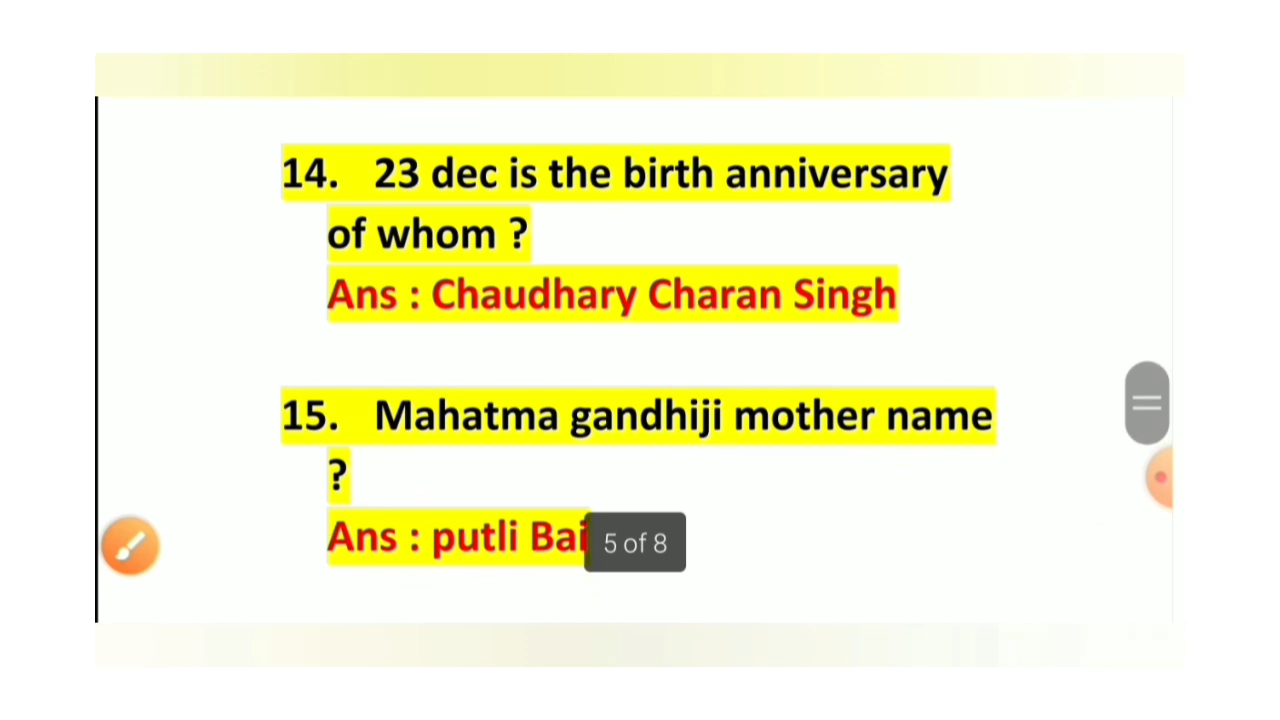 14. 23 dec is the birth anniversary
of whom ?
Ans : Chaudhary Charan Singh
15. Mahatma gandhiji mother name
?
Ans : putli Bai
5 of 8